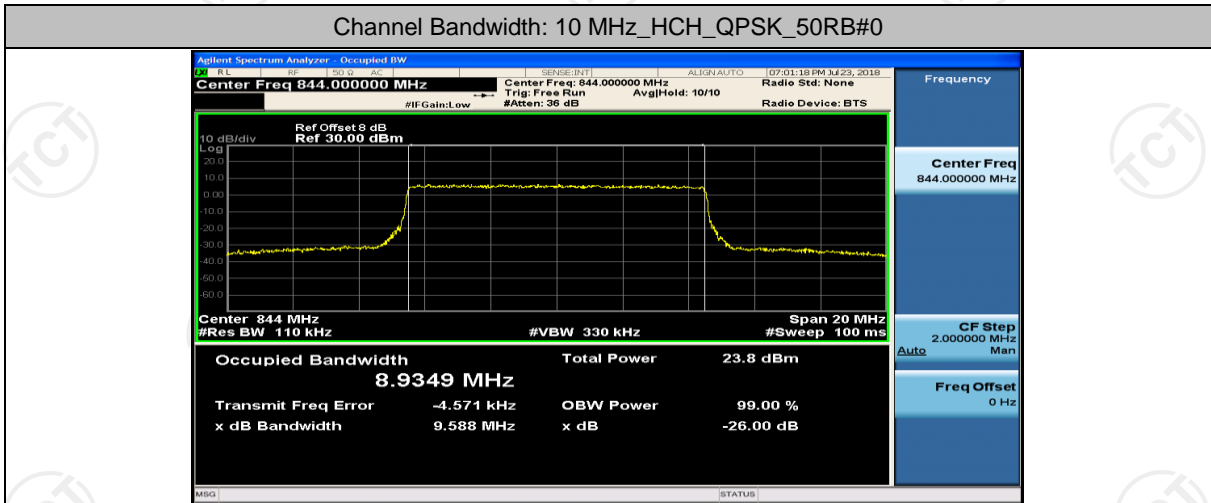 Channel Bandwidth: 10 MHz_HCH_QPSK_50RB#0
Agilent Spectrum Analyzer - Occupied BW
LXI RL RF 50 Ω AC SENSE:INT ALIGN AUTO 07:01:18 PM Jul 23, 2018
Center Freq 844.000000 MHz
Center Freq: 844.000000 MHz
Radio Std: None
Trig: Free Run Avg|Hold: 10/10
#IFGain:Low
#Atten: 36 dB
Radio Device: BTS
Frequency
Ref Offset 8 dB
10 dB/div Ref 30.00 dBm
Log
20.0
10.0
0.00
-10.0
-20.0
-30.0
-40.0
-50.0
-60.0
Center Freq
844.000000 MHz
Center 844 MHz Span 20 MHz
#Res BW 110 kHz #VBW 330 kHz #Sweep 100 ms
CF Step
2.000000 MHz
Auto Man
Occupied Bandwidth Total Power 23.8 dBm
8.9349 MHz
Freq Offset
0 Hz
Transmit Freq Error -4.571 kHz OBW Power 99.00 %
x dB Bandwidth 9.588 MHz x dB -26.00 dB
MSG STATUS
TCT
TCT